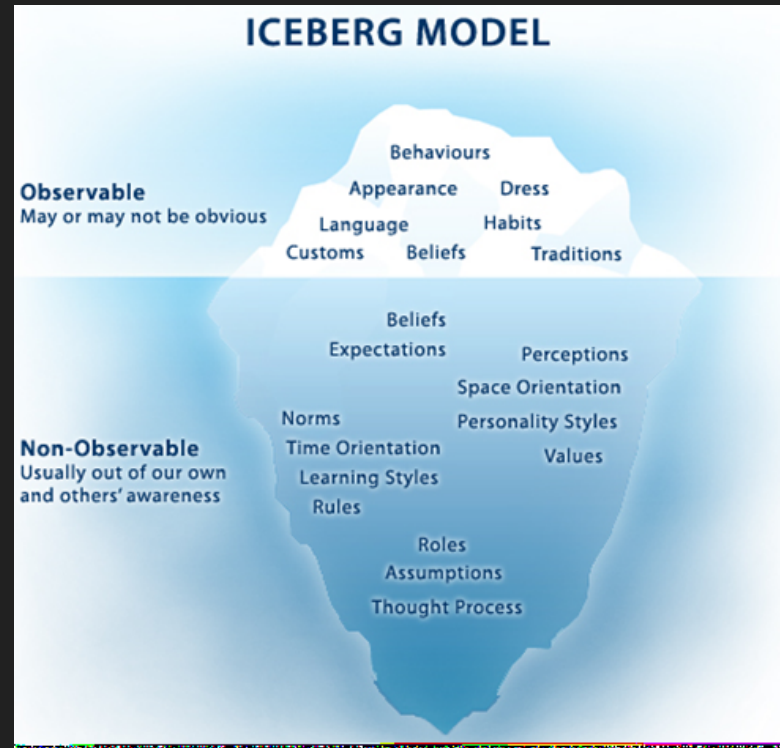 ICEBERG MODEL
Behaviours
Observable
May or may not be obvious
Appearance Dress
Language Habits
Customs Beliefs Traditions
Beliefs
Expectations Perceptions
Space Orientation
Norms Personality Styles
Non-Observable
Usually out of our own
and others' awareness
Time Orientation Values
Learning Styles
Rules
Roles
Assumptions
Thought Process